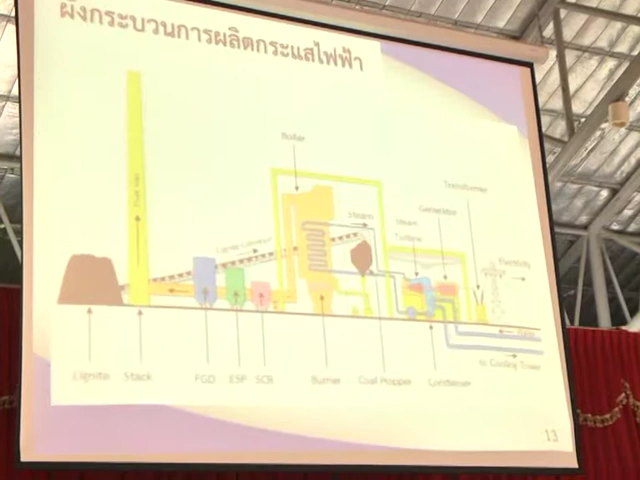 ผังกระบวนการผลิตกระแสไฟฟ้า
Boiler
Transformer
Generator
Steam
Steam
Turbine
Electricity
Lignite
Stack
FGD
ESP
SCR
Burner
Coal Hopper
Condenser
to Cooling Tower
13